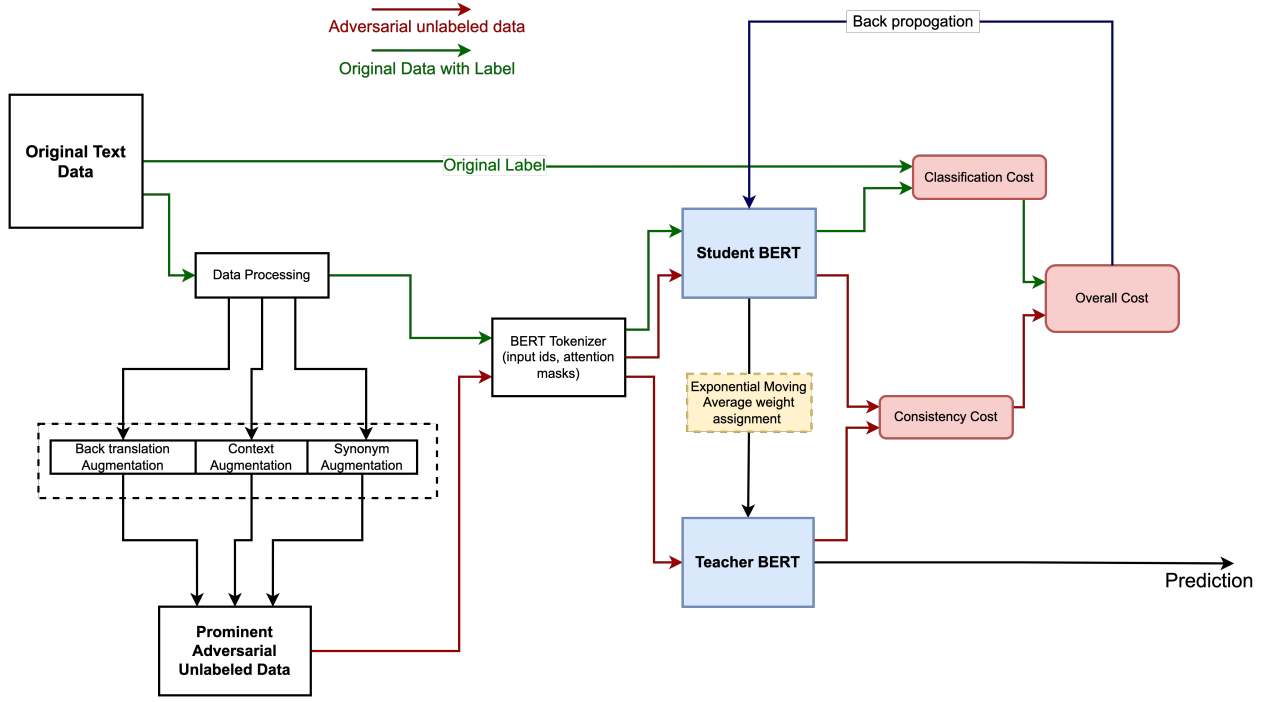 Adversarial unlabeled data
Original Data with Label
Back propogation
Original Text
Data
Original Label
Classification Cost
Student BERT
Data Processing
Overall Cost
BERT Tokenizer
(input ids, attention
masks)
Exponential Moving
Average weight
assignment
Consistency Cost
Back translation
Augmentation
Context
Augmentation
Synonym
Augmentation
Teacher BERT
Prediction
Prominent
Adversarial
Unlabeled Data